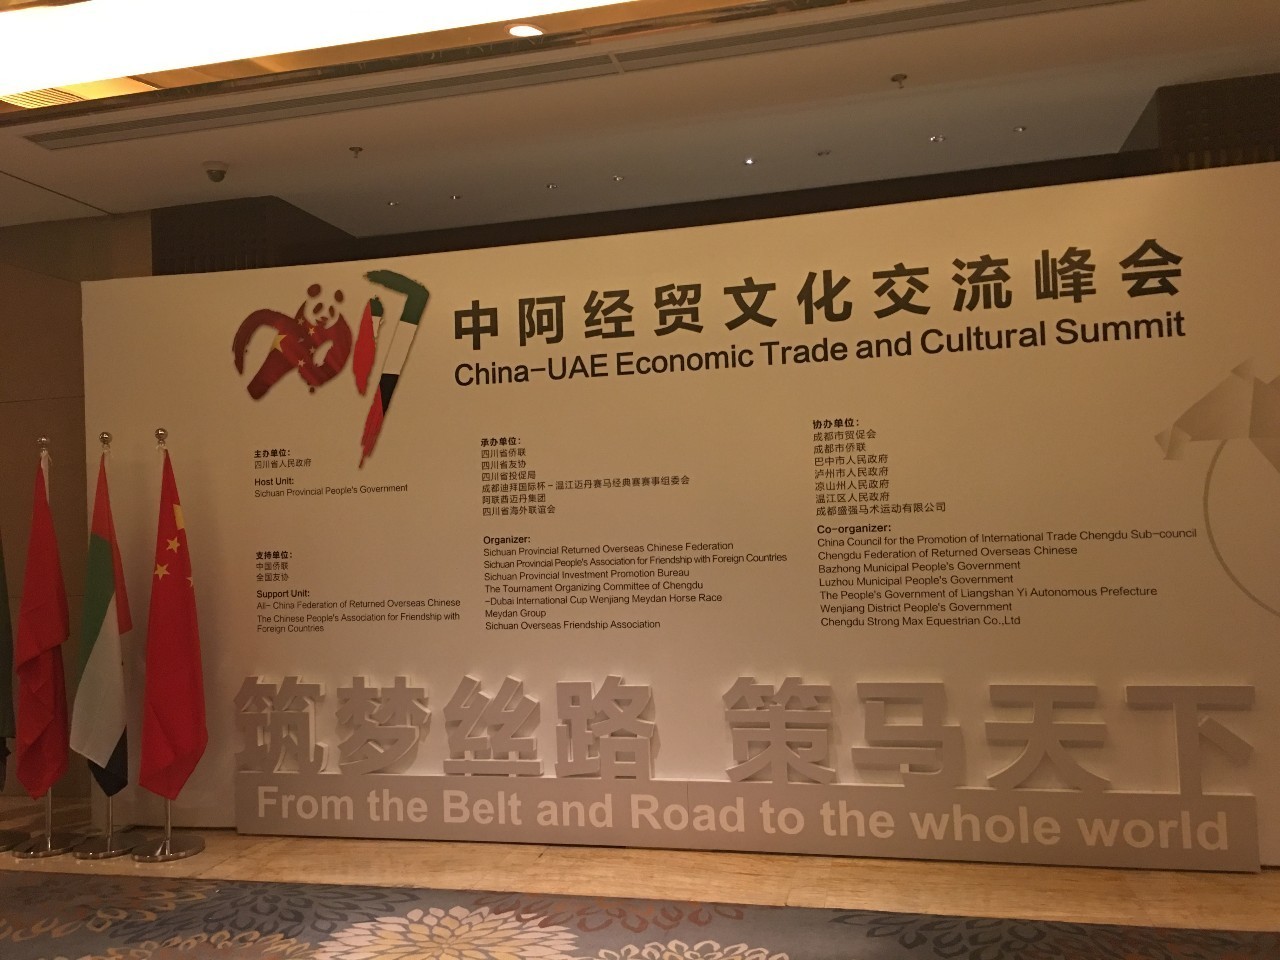 2017
中阿经贸文化交流峰会
China-UAE Economic Trade and Cultural Summit
主办单位：
四川省人民政府
Host Unit:
Sichuan Provincial People's Government
支持单位：
中国侨联
全国友协
Support Unit:
All- China Federation of Returned Overseas Chinese
The Chinese People's Association for Friendship with
Foreign Countries
承办单位：
四川省侨联
四川省友协
四川省投促局
成都迪拜国际杯-温江迈丹赛马经典赛赛事组委会
阿联酋迈丹集团
四川省海外联谊会
Organizer:
Sichuan Provincial Returned Overseas Chinese Federation
Sichuan Provincial People's Association for Friendship with Foreign Countries
Sichuan Provincial Investment Promotion Bureau
The Tournament Organizing Committee of Chengdu
-Dubai International Cup Wenjiang Meydan Horse Race
Meydan Group
Sichuan Overseas Friendship Association
协办单位：
成都市贸促会
成都市侨联
巴中市人民政府
泸州市人民政府
凉山州人民政府
温江区人民政府
成都盛强马术运动有限公司
Co-organizer:
China Council for the Promotion of International Trade Chengdu Sub-council
Chengdu Federation of Returned Overseas Chinese
Bazhong Municipal People's Government
Luzhou Municipal People's Government
The People's Government of Liangshan Yi Autonomous Prefecture
Wenjiang District People's Government
Chengdu Strong Max Equestrian Co.,Ltd
筑梦丝路 策马天下
From the Belt and Road to the whole world